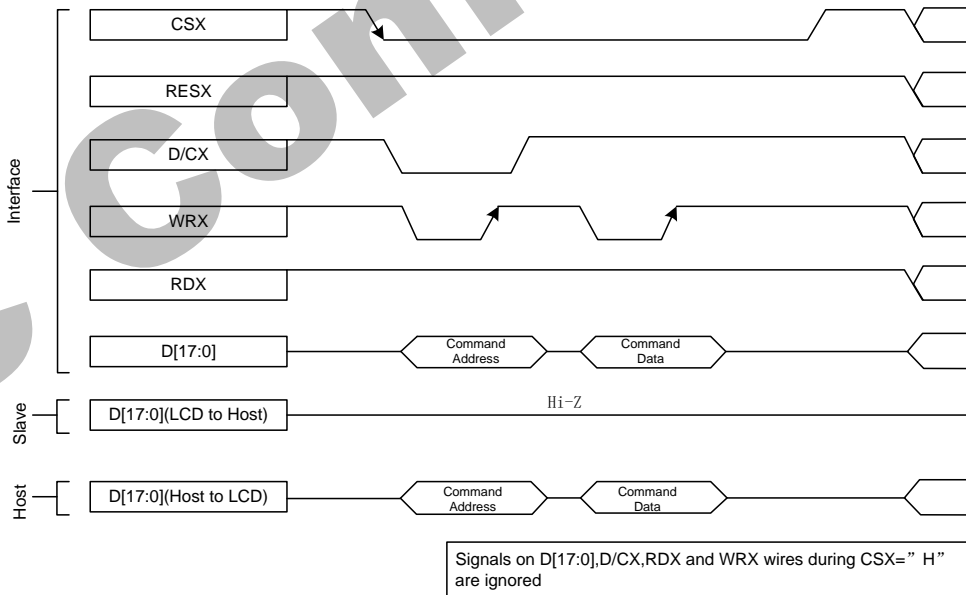 CSX
RESX
D/CX
WRX
RDX
D[17:0]
Command
Address
Command
Data
Interface
D[17:0](LCD to Host)
Hi-Z
Slave
D[17:0](Host to LCD)
Command
Address
Command
Data
Host
Signals on D[17:0],D/CX,RDX and WRX wires during CSX=” H”
are ignored